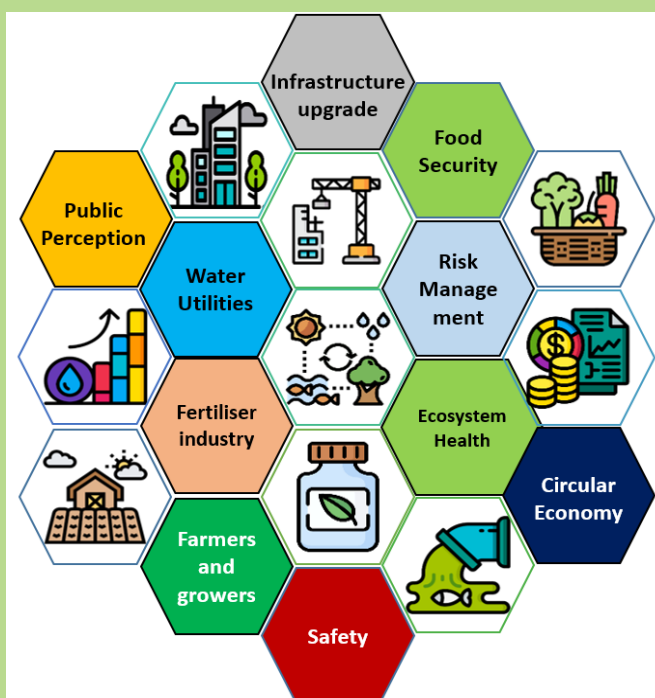 Infrastructure
upgrade
Food
Security
Public
Perception
Water
Utilities
Risk
Manage
ment
Fertiliser
industry
Ecosystem
Health
Circular
Economy
Farmers
and
growers
Safety